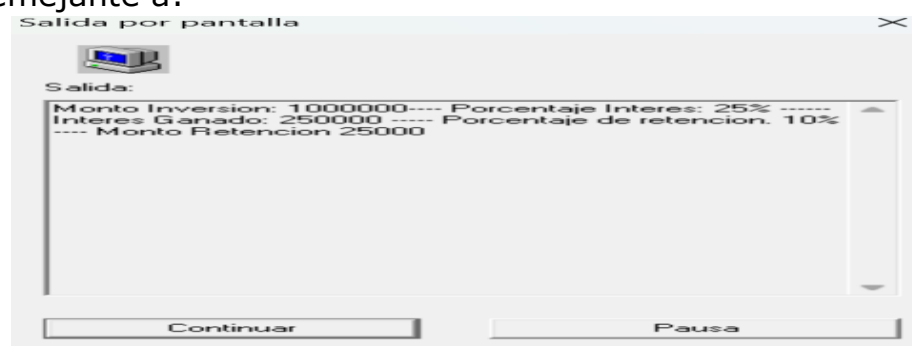 emejante a:
Salida por pantalla
Salida:
Monto Inversion: 1000000---- Porcentaje Interes: 25% ------
Interes Ganado: 250000 ----- Porcentaje de retencion. 10%
---- Monto Retencion 25000
Continuar
Pausa